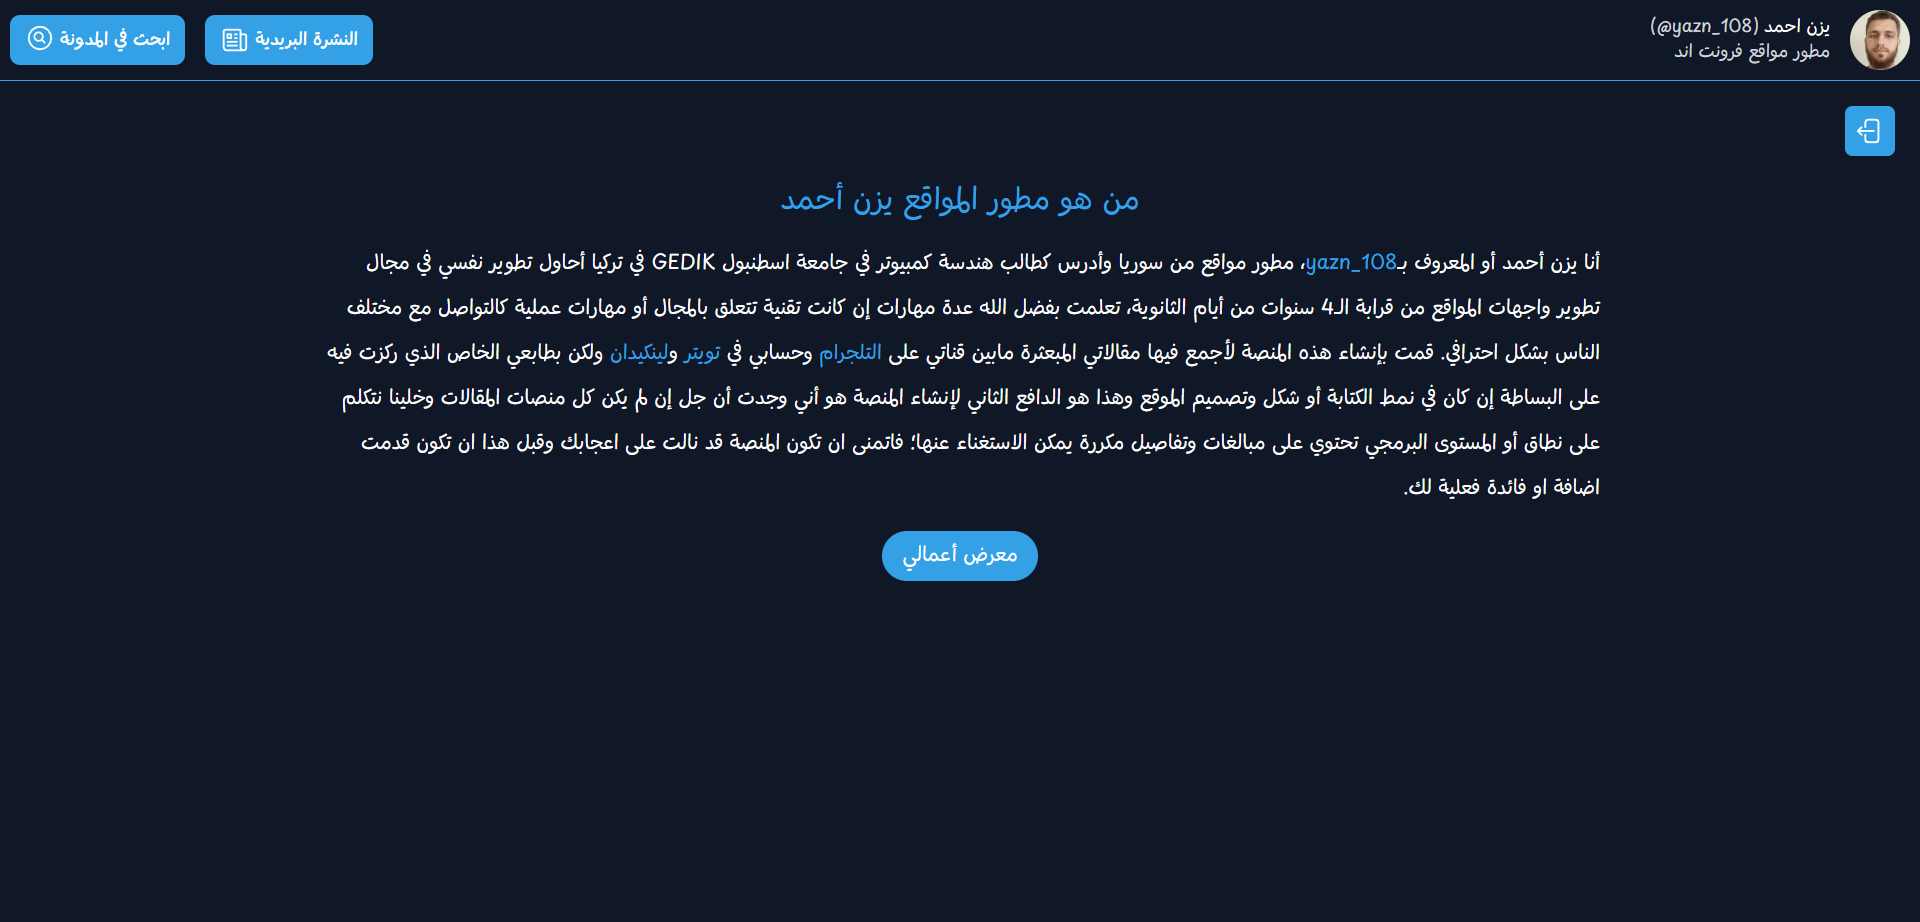 يزن احمد (@yazn_108)
مطور مواقع فرونت اند
النشرة البريدية
ابحث في المدونة
من هو مطور المواقع يزن أحمد
أنا يزن أحمد أو المعروف بـyazn_108، مطور مواقع من سوريا وأدرس كطالب هندسة كمبيوتر في جامعة اسطنبول GEDIK في تركيا أحاول تطوير نفسي في مجال
تطوير واجهات المواقع من قرابة الـ4 سنوات من أيام الثانوية، تعلمت بفضل الله عدة مهارات إن كانت تقنية تتعلق بالمجال أو مهارات عملية كالتواصل مع مختلف
الناس بشكل احترافي. قمت بإنشاء هذه المنصة لأجمع فيها مقالاتي المبعثرة مابين قناتي على التلجرام وحسابي في تويتر ولينكيدان ولكن بطابعي الخاص الذي ركزت فيه
على البساطة إن كان في نمط الكتابة أو شكل وتصميم الموقع وهذا هو الدافع الثاني لإنشاء المنصة هو أني وجدت أن جل إن لم يكن كل منصات المقالات وخلينا نتكلم
على نطاق أو المستوى البرمجي تحتوي على مبالغات وتفاصيل مكررة يمكن الاستغناء عنها؛ فاتمنى ان تكون المنصة قد نالت على اعجابك وقبل هذا ان تكون قدمت
اضافة او فائدة فعلية لك.
معرض أعمالي